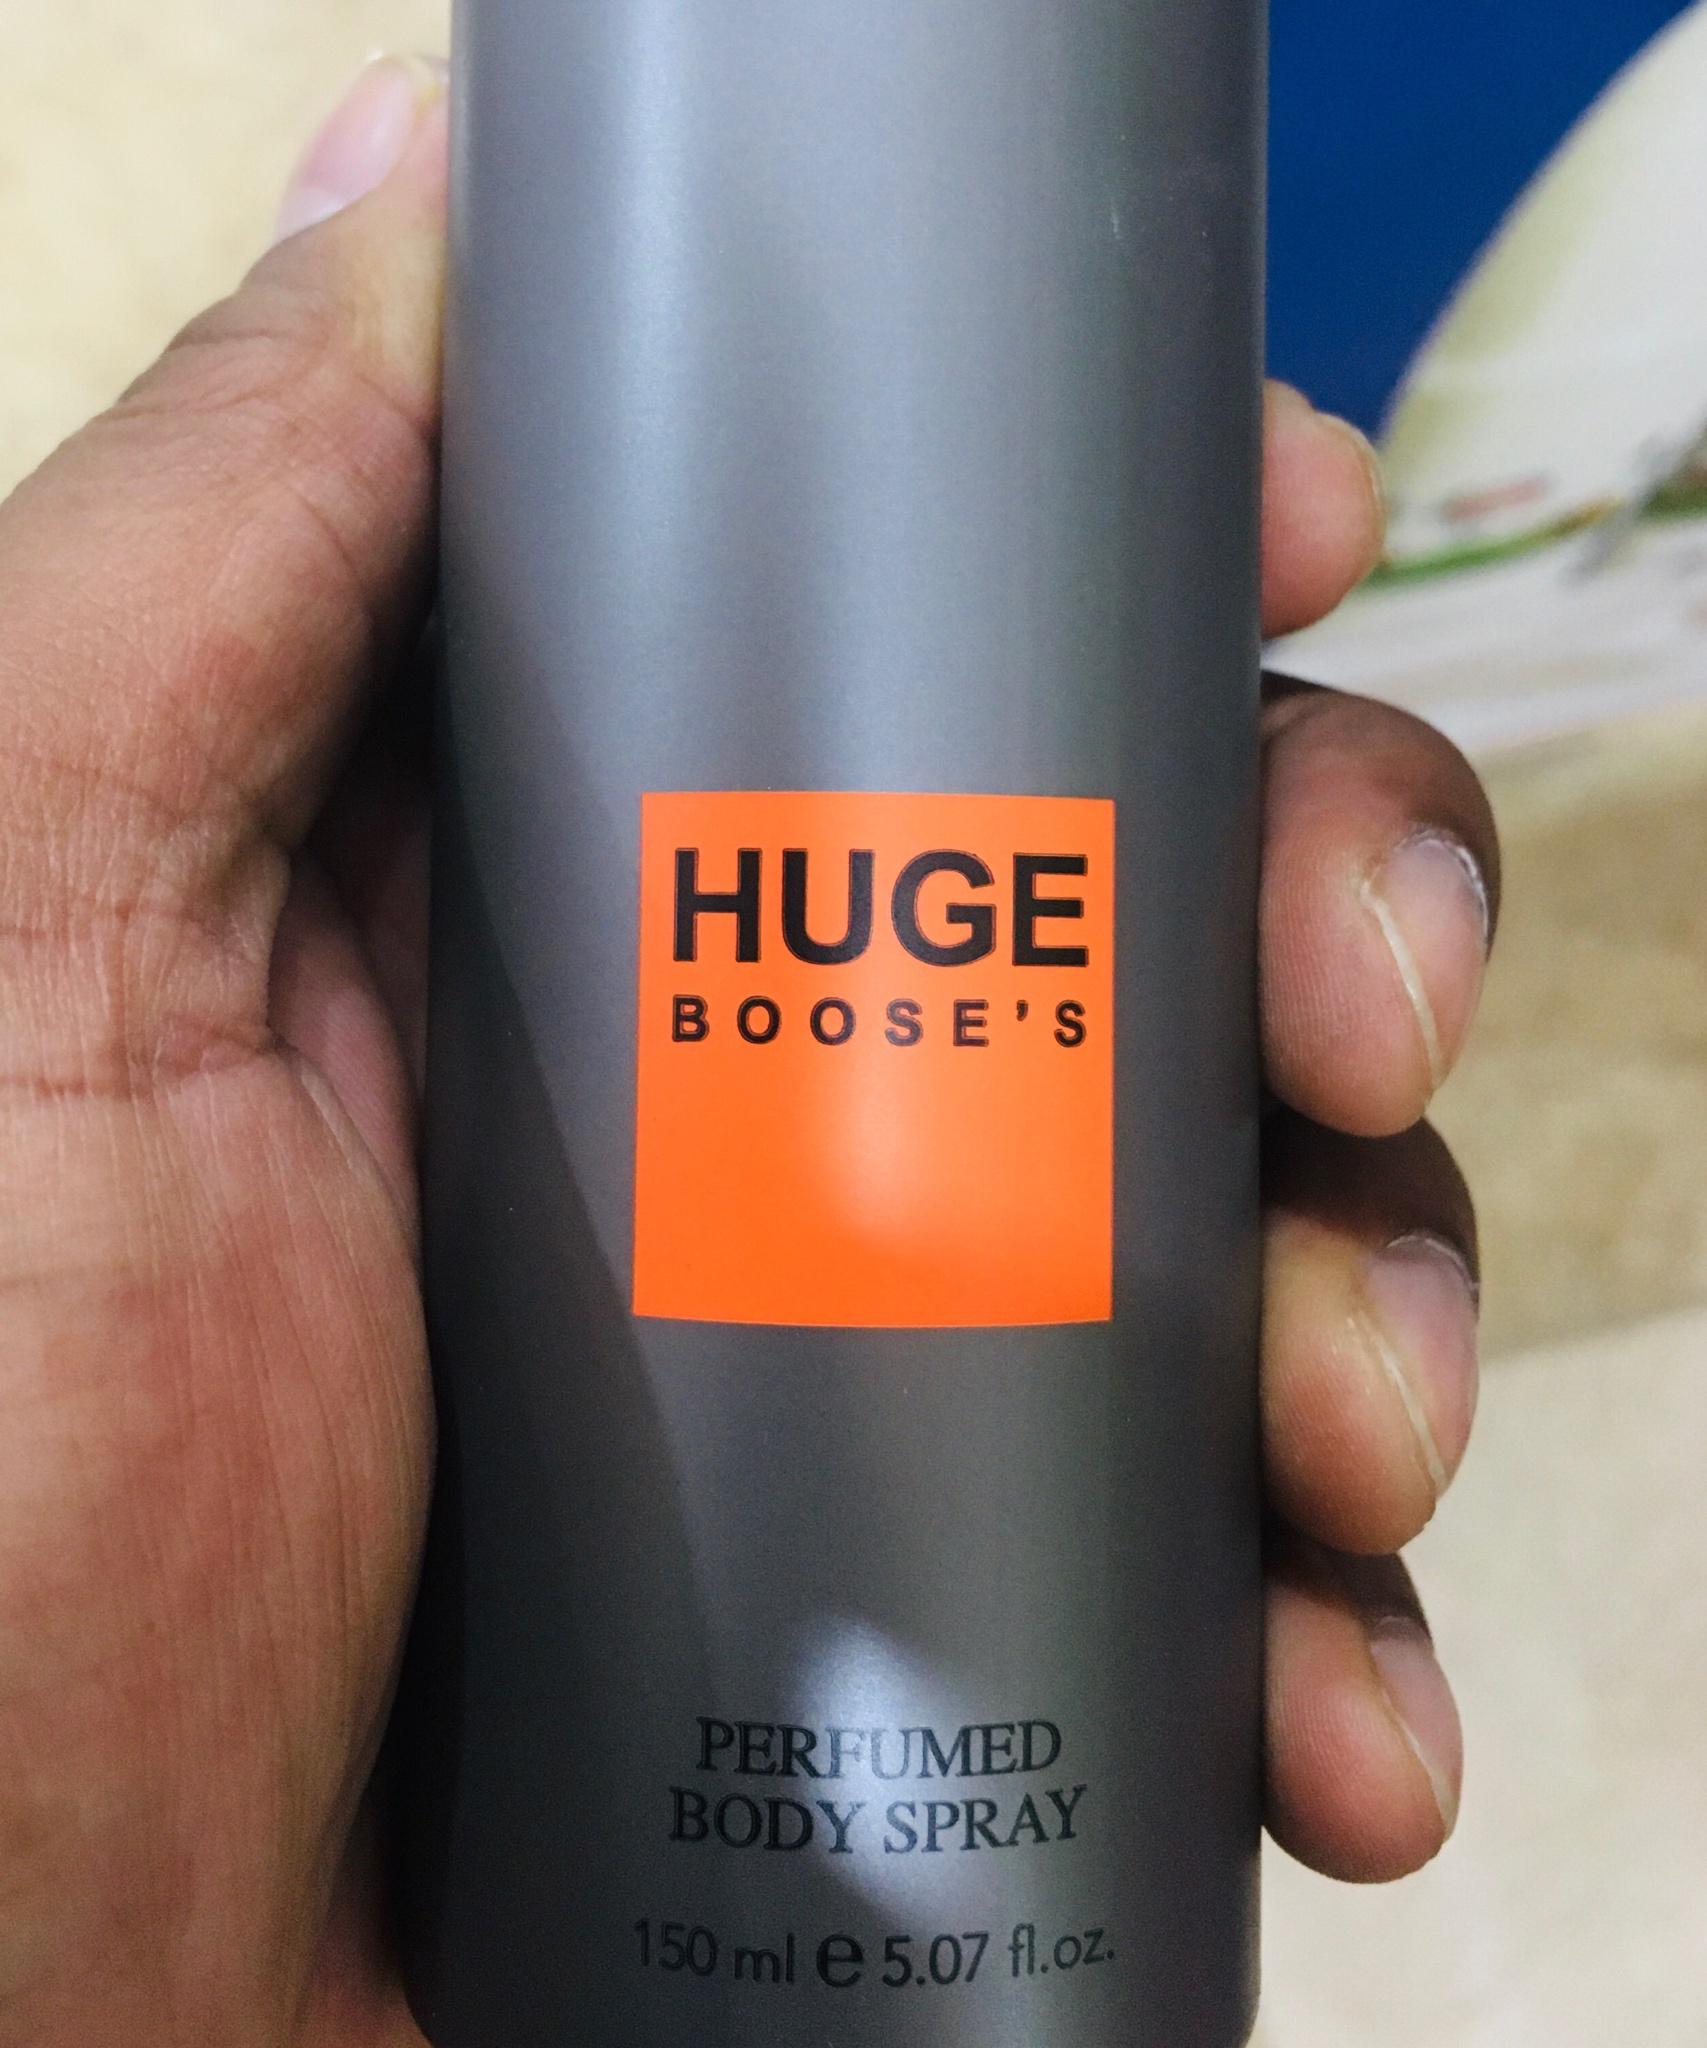 HUGE
BOOSE'S
PERFUMED
BODY SPRAY
150 ml e 5.07 fl.oz.